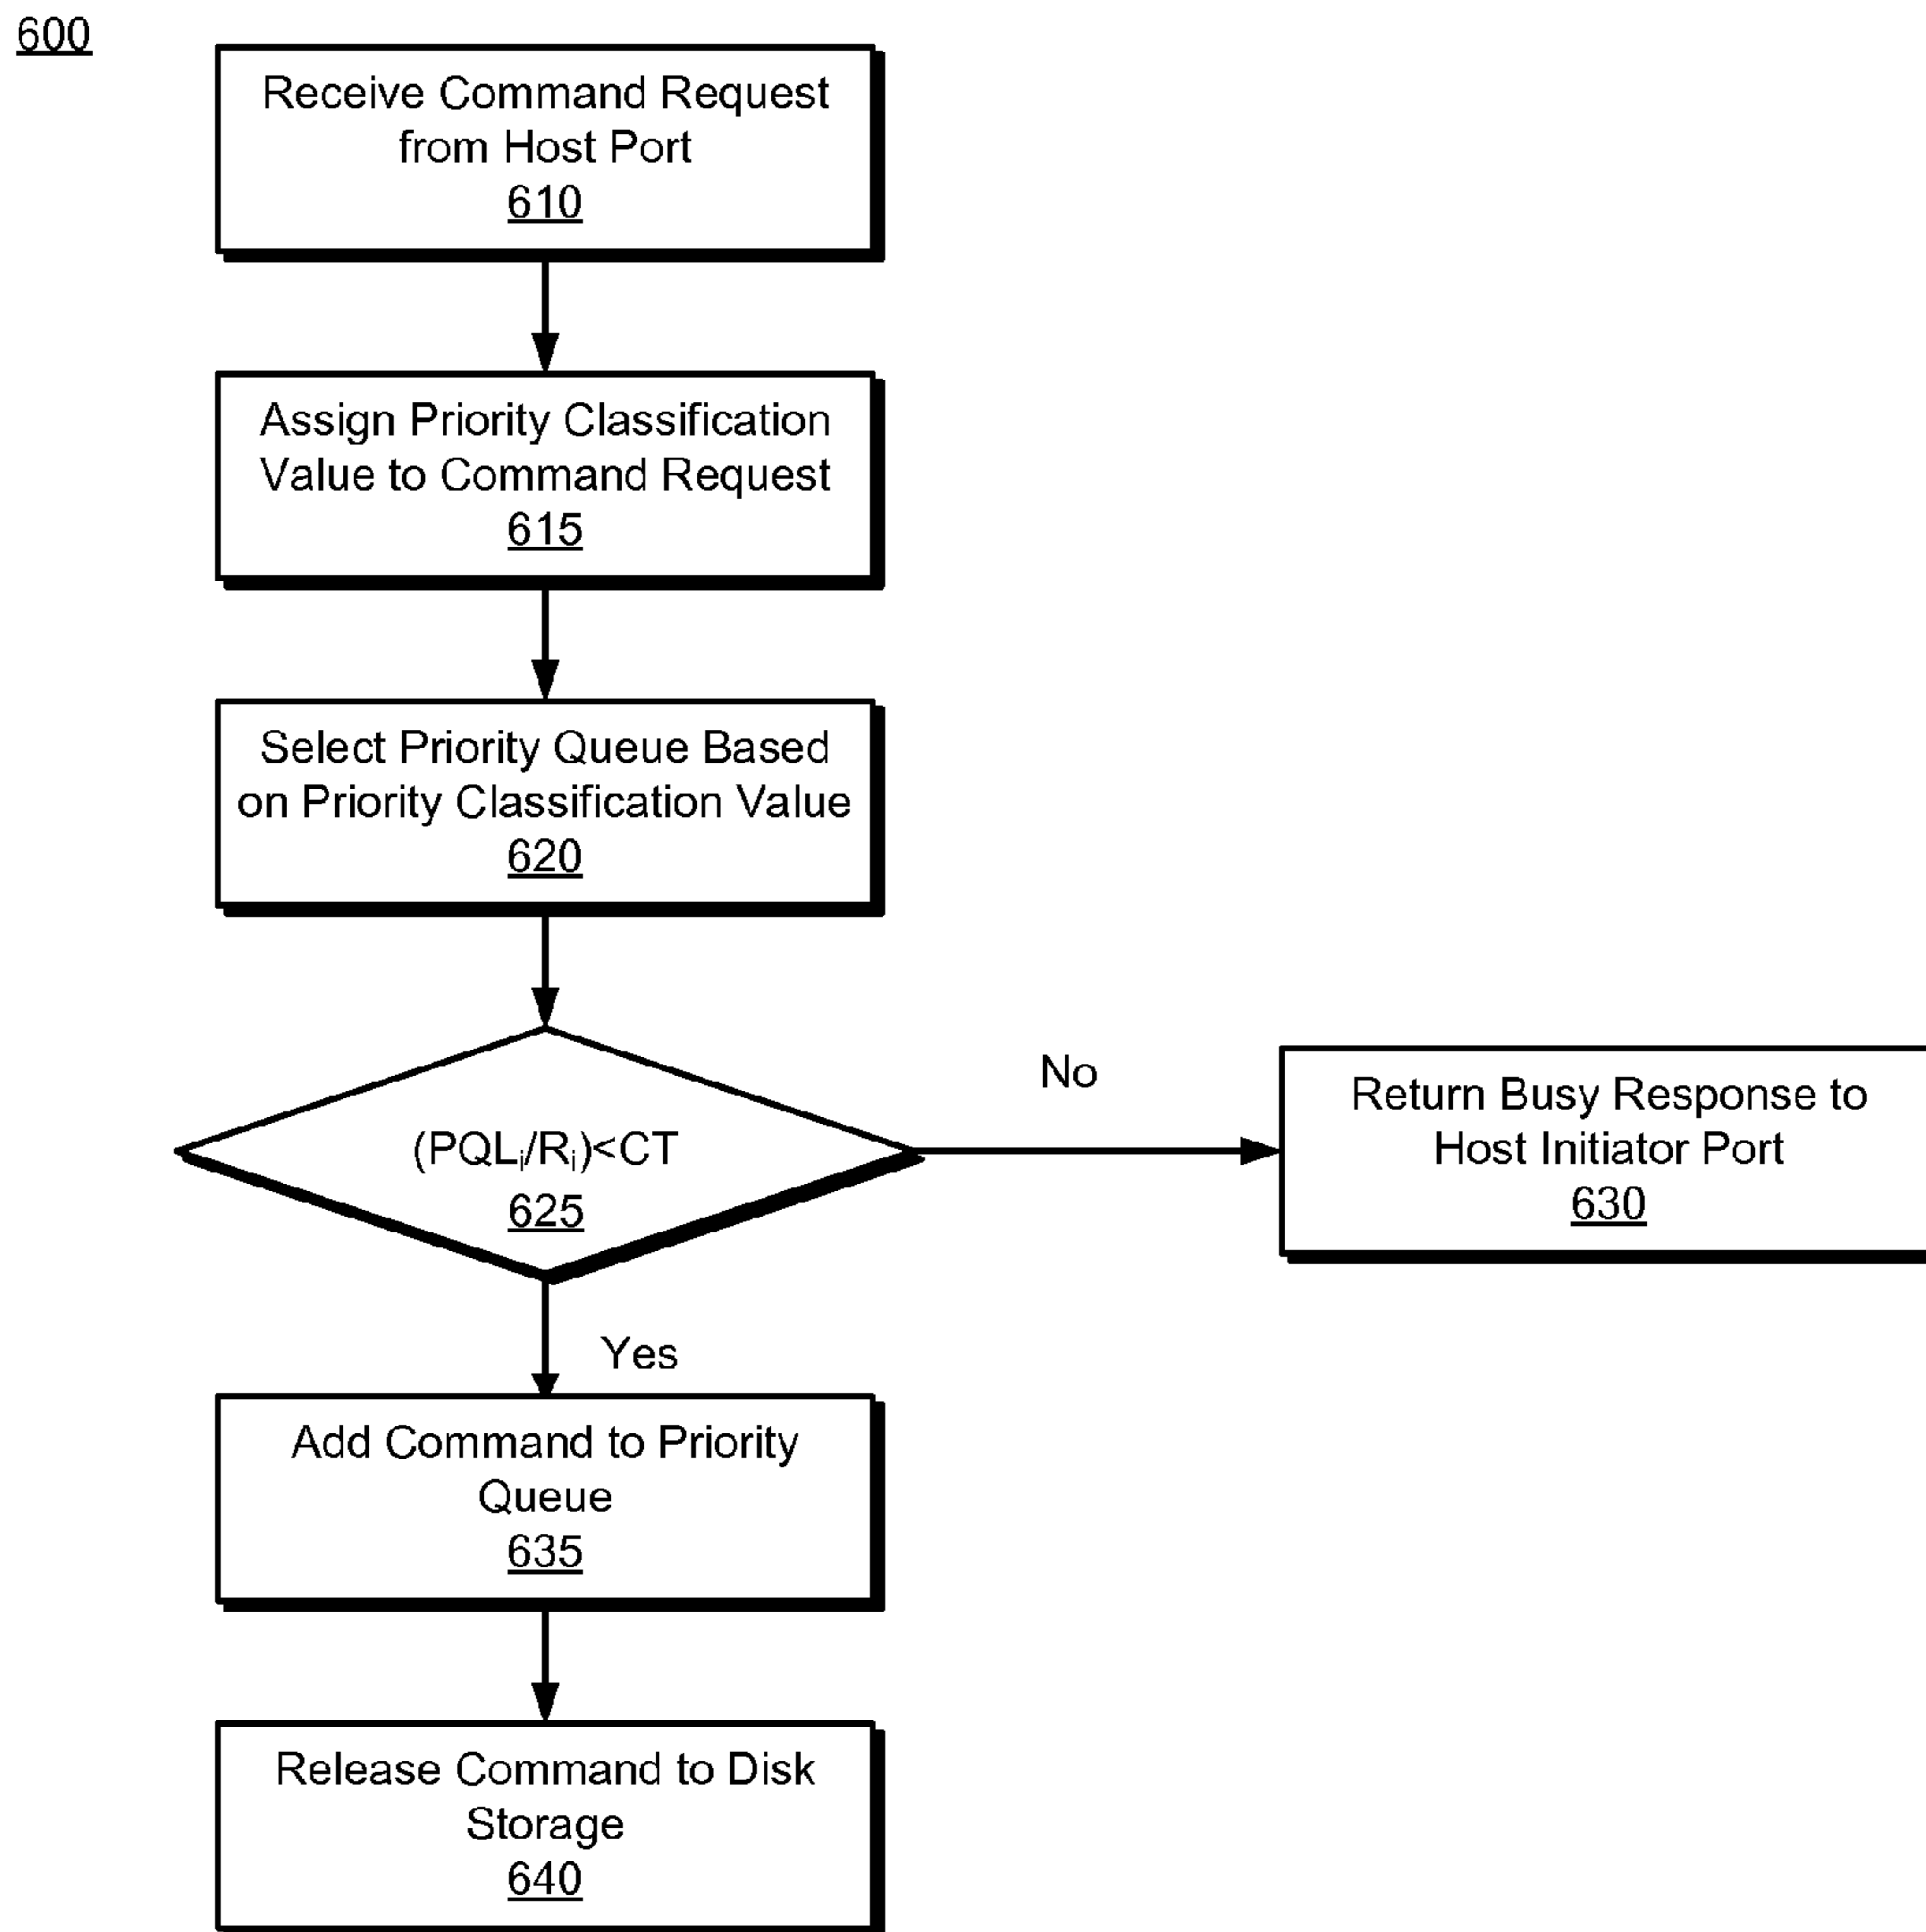 600
Receive Command Request
from Host Port
610
Assign Priority Classification
Value to Command Request
615
Select Priority Queue Based
on Priority Classification Value
620
(PQLᵢ/Rᵢ)<CT
625
No
Return Busy Response to
Host Initiator Port
630
Yes
Add Command to Priority
Queue
635
Release Command to Disk
Storage
640